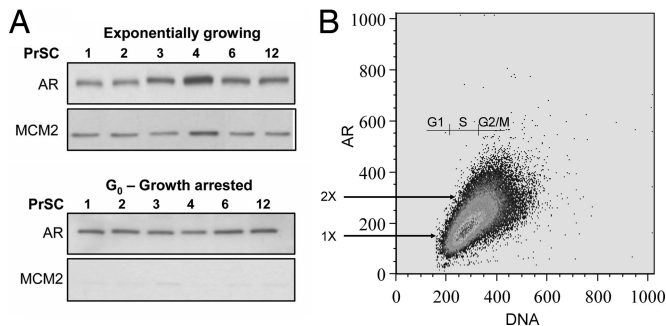 A
Exponentially growing
PrSC 1 2 3 4 6 12
AR
MCM2
G0 – Growth arrested
PrSC 1 2 3 4 6 12
AR
MCM2
B
1000
800
600
400
200
0
AR
G1 S G2/M
2X
1X
0 200 400 600 800 1000
DNA